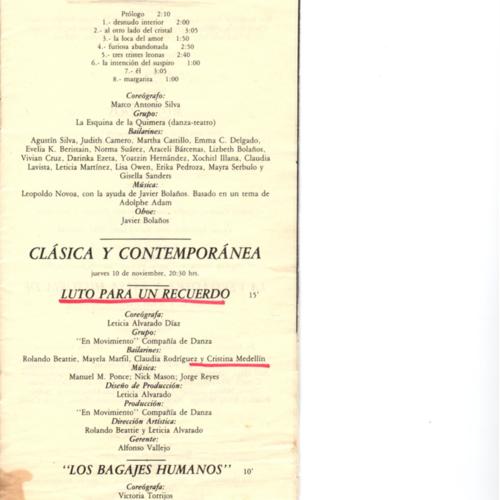 Prólogo 2:10
1.- desnudo interior 2:00
2.- al otro lado del cristal 3:05
3.- la loca del amor 1:50
4.- furiosa abandonada 2:50
5.- tres tristes leonas 2:40
6.- la intención del suspiro 1:00
7.- él 3:05
8.- margarita 1:00
Coreógrafo:
Marco Antonio Silva
Grupo:
La Esquina de la Quimera (danza-teatro)
Bailarines:
Agustín Silva, Judith Camero, Martha Castillo, Emma C. Delgado,
Evelia K. Beristain, Norma Suárez, Araceli Bárcenas, Lizbeth Bolaños,
Vivian Cruz, Darinka Ezeta, Yoatzin Hernández, Xochitl Illana, Claudia
Lavista, Leticia Martínez, Lisa Owen, Erika Pedroza, Mayra Serbulo y
Gisella Sanders
Música:
Leopoldo Novoa, con la ayuda de Javier Bolaños. Basado en un tema de
Adolphe Adam
Oboe:
Javier Bolaños
CLÁSICA Y CONTEMPORÁNEA
jueves 10 de noviembre, 20:30 hrs.
LUTO PARA UN RECUERDO 15'
Coreógrafa:
Leticia Alvarado Díaz
Grupo:
"En Movimiento" Compañía de Danza
Bailarines:
Rolando Beattie, Mayela Marfil, Claudia Rodríguez y Cristina Medellín
Música:
Manuel M. Ponce; Nick Mason; Jorge Reyes
Diseño de Producción:
Leticia Alvarado
Producción:
"En Movimiento" Compañía de Danza
Dirección Artística:
Rolando Beattie y Leticia Alvarado
Gerente:
Alfonso Vallejo
"LOS BAGAJES HUMANOS" 10'
Coreógrafa:
Victoria Torrijos